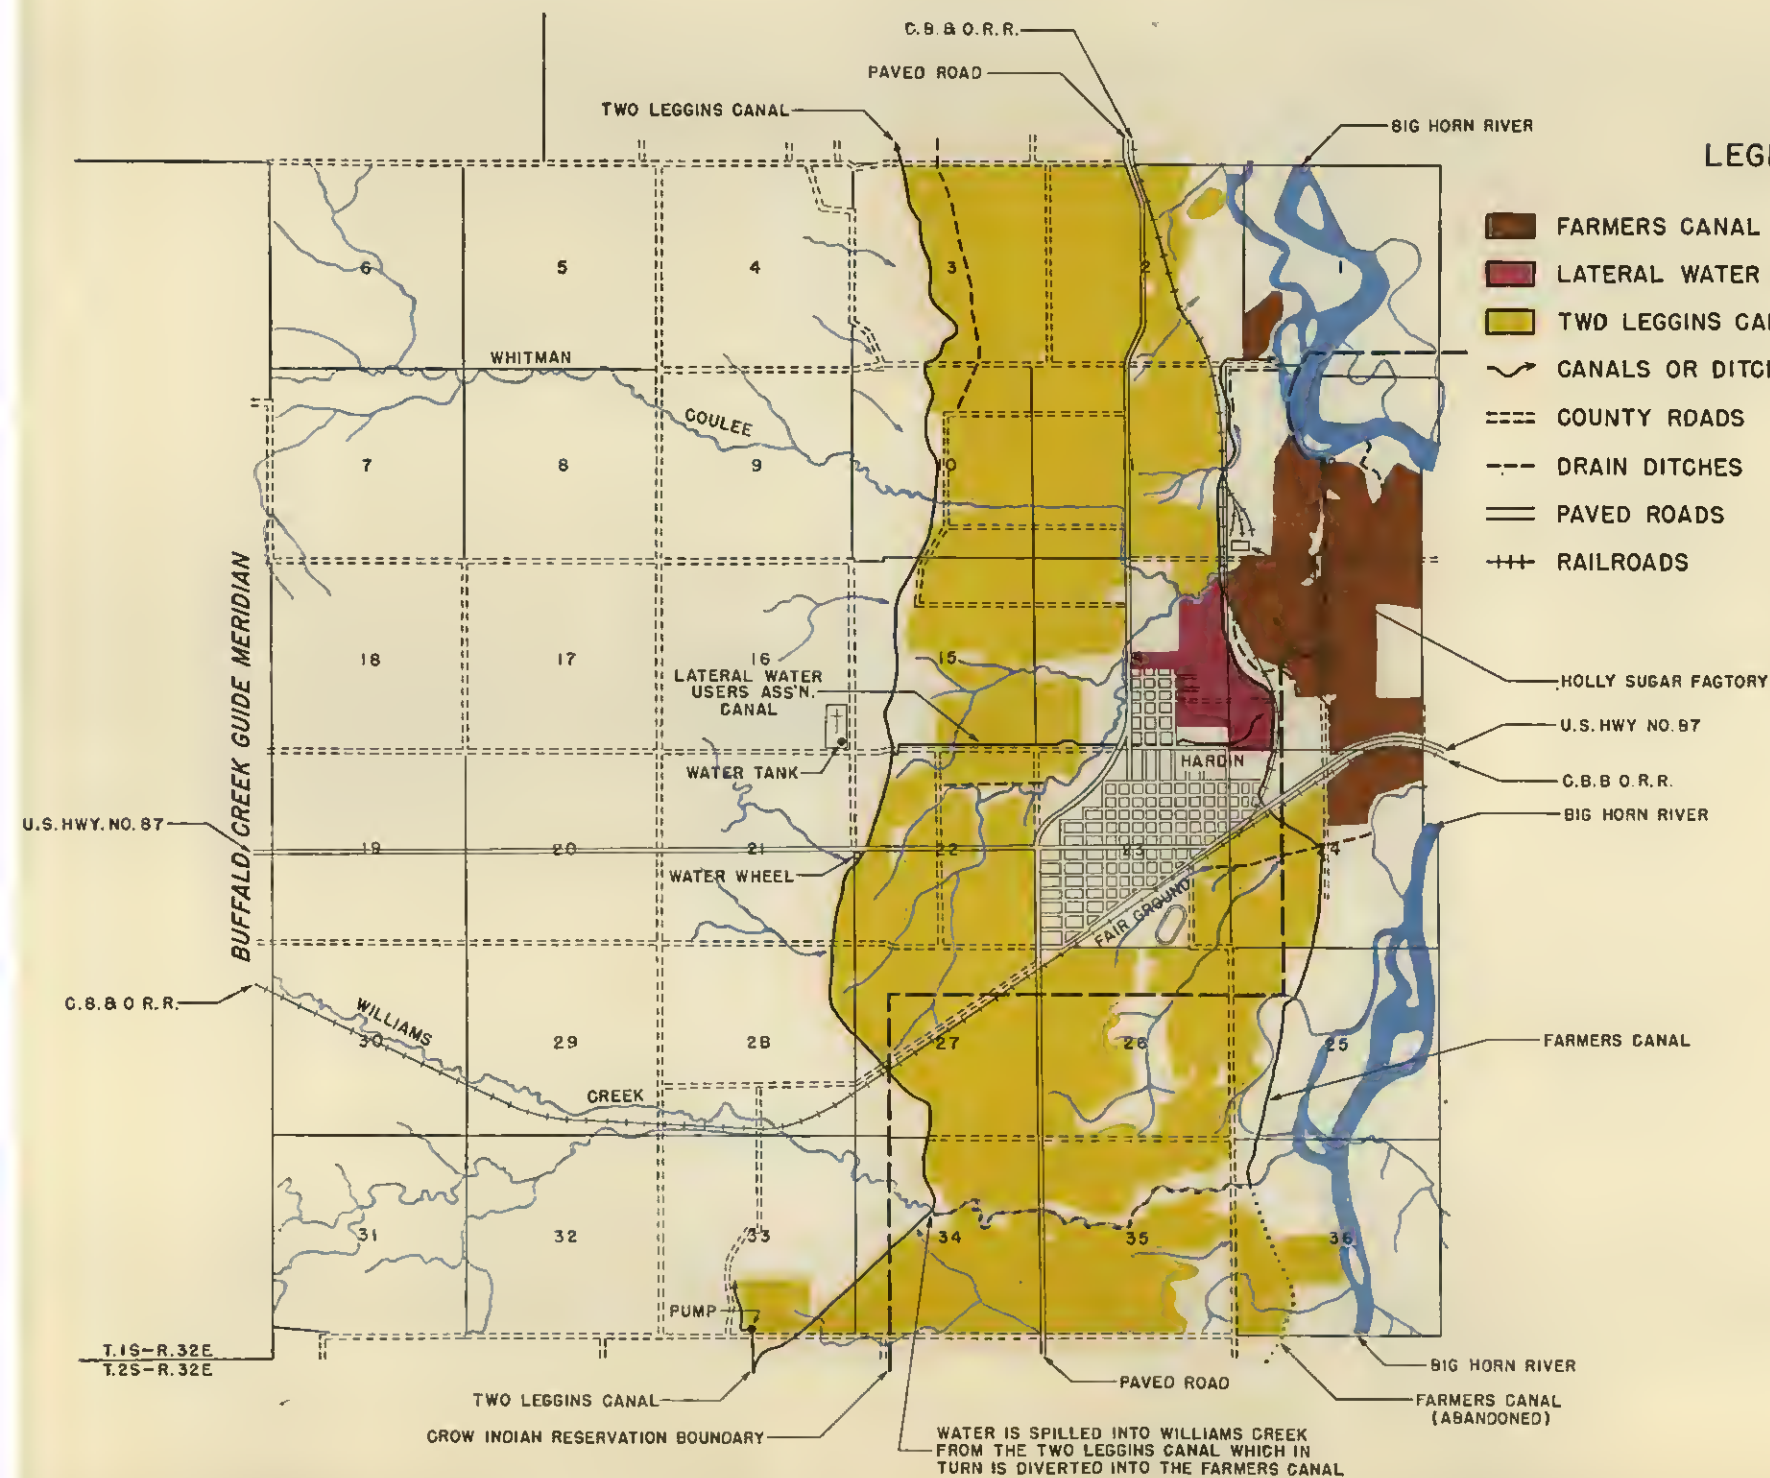 C.B. & O.R.R.
PAVED ROAD
TWO LEGGINS CANAL
BIG HORN RIVER
FARMERS CANAL
LATERAL WATER
TWO LEGGINS
CANALS OR
COUNTY ROADS
DRAIN DITCHES
PAVED ROADS
RAILROADS
6 5 4 3 2 1
WHITMAN
COULEE
7 8 9
BUFFALO CREEK GUIDE MERIDIAN
18 17 16 15
LATERAL WATER
USERS ASS'N.
CANAL
HOLLY SUGAR FACTORY
U.S. HWY NO. 87
WATER TANK
HARDIN
C.B.B O.R.R.
BIG HORN RIVER
U.S. HWY. NO. 87
19 20 21 22 23
WATER WHEEL
FAIR GROUND
C.B. & O R.R.
WILLIAMS
30 29 28 27 26 25
FARMERS CANAL
CREEK
31 32 33 34 35 36
PUMP
T.1S-R.32E
T.2S-R.32E
BIG HORN RIVER
PAVED ROAD
TWO LEGGINS CANAL
FARMERS CANAL
(ABANDONED)
CROW INDIAN RESERVATION BOUNDARY
WATER IS SPILLED INTO WILLIAMS CREEK
FROM THE TWO LEGGINS CANAL WHICH IN
TURN IS DIVERTED INTO THE FARMERS CANAL